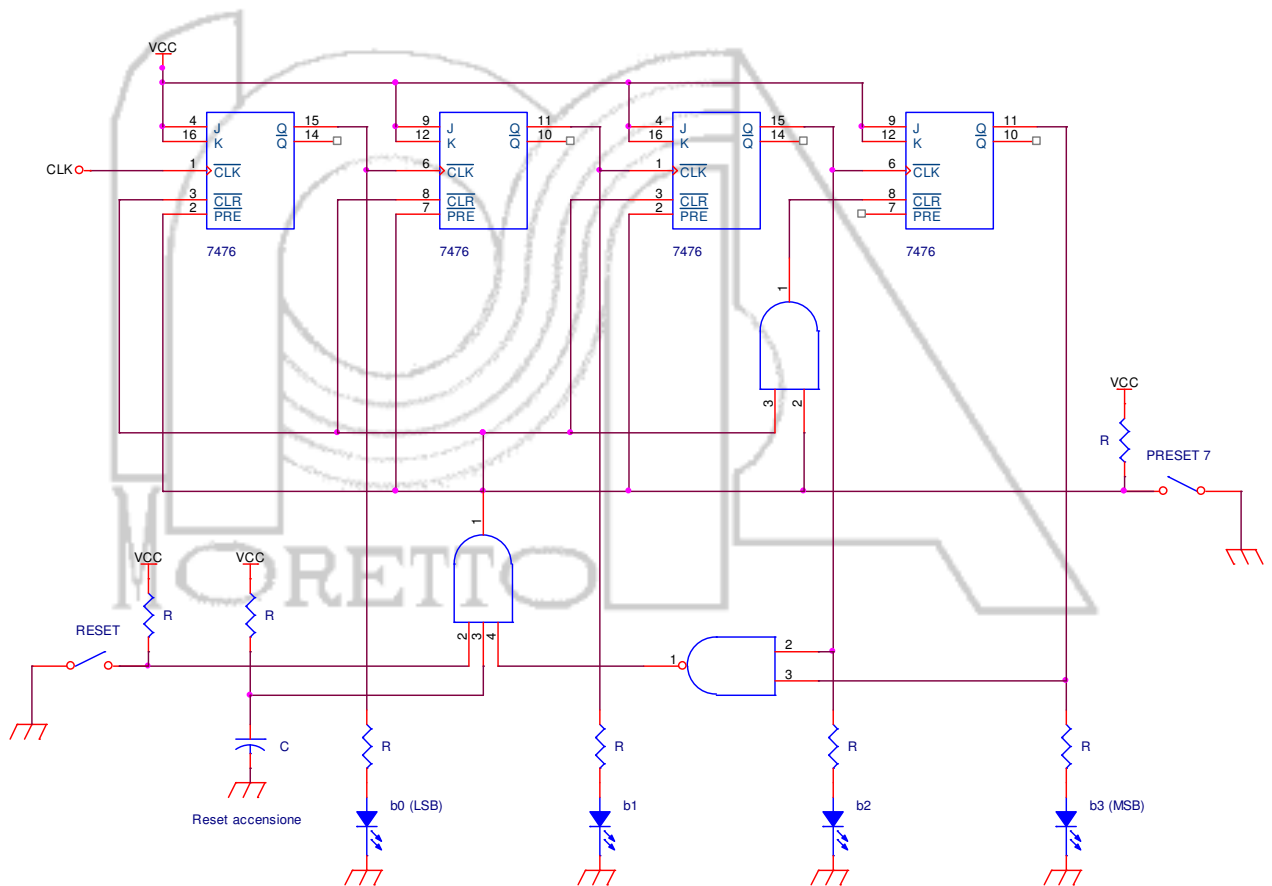 VCC
4 J 15 Q
16 K 14 Q
9 J 11 Q
12 K 10 Q
4 J 15 Q
16 K 14 Q
9 J 11 Q
12 K 10 Q
CLK 1 CLK
6 CLK
1 CLK
6 CLK
3 CLR
2 PRE
8 CLR
7 PRE
3 CLR
2 PRE
8 CLR
7 PRE
7476
7476
7476
7476
1
3 2
VCC
R
PRESET 7
1
MORETTO
VCC
VCC
R
R
RESET
2 3 4
1 2
3
C
R
R
R
R
Reset accensione
b0 (LSB)
b1
b2
b3 (MSB)